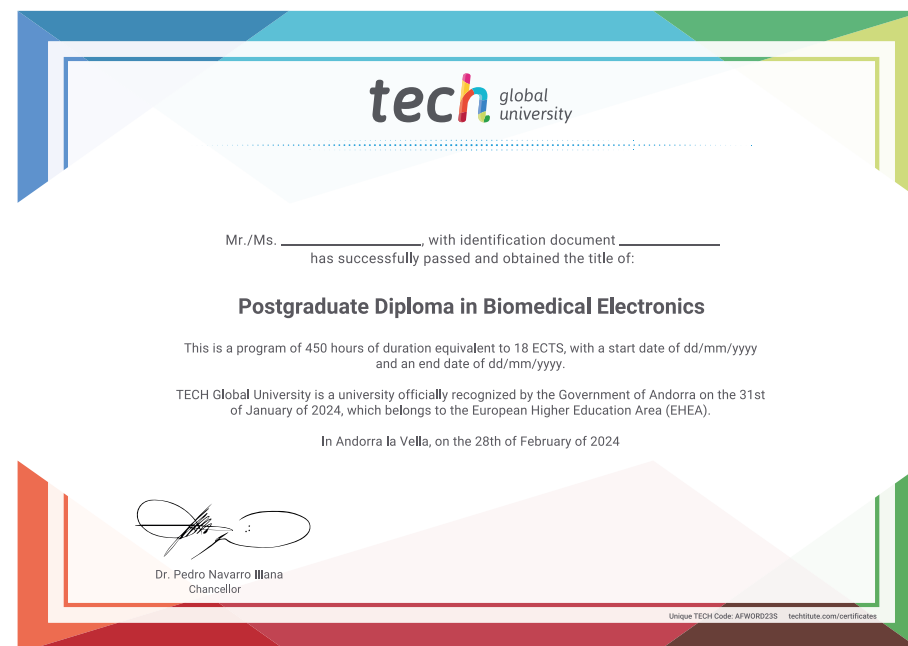 tech global university
Mr./Ms. ____________________, with identification document ______________
has successfully passed and obtained the title of:
Postgraduate Diploma in Biomedical Electronics
This is a program of 450 hours of duration equivalent to 18 ECTS, with a start date of dd/mm/yyyy
and an end date of dd/mm/yyyy.
TECH Global University is a university officially recognized by the Government of Andorra on the 31st
of January of 2024, which belongs to the European Higher Education Area (EHEA).
In Andorra la Vella, on the 28th of February of 2024
Dr. Pedro Navarro Illana
Chancellor
Unique TECH Code: AFWORD23S techtitute.com/certificates